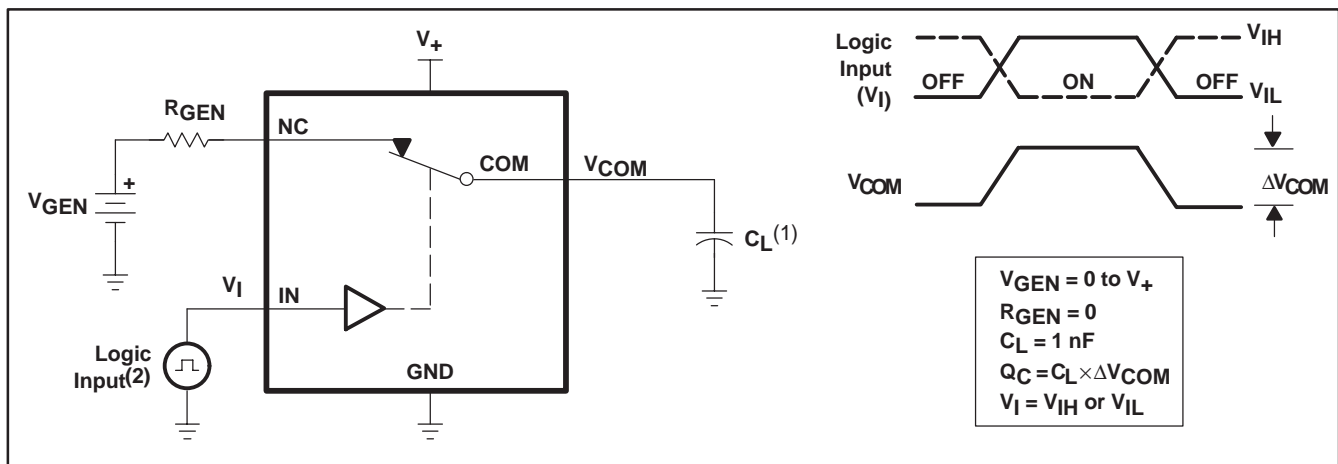 V+
RGEN
NC
COM
VCOM
VGEN
+
CL(1)
VI
IN
Logic
Input(2)
GND
Logic
Input
(VI)
VIH
OFF
ON
OFF
VIL
VCOM
ΔVCOM
VGEN = 0 to V+
RGEN = 0
CL = 1 nF
QC = CL × ΔVCOM
VI = VIH or VIL